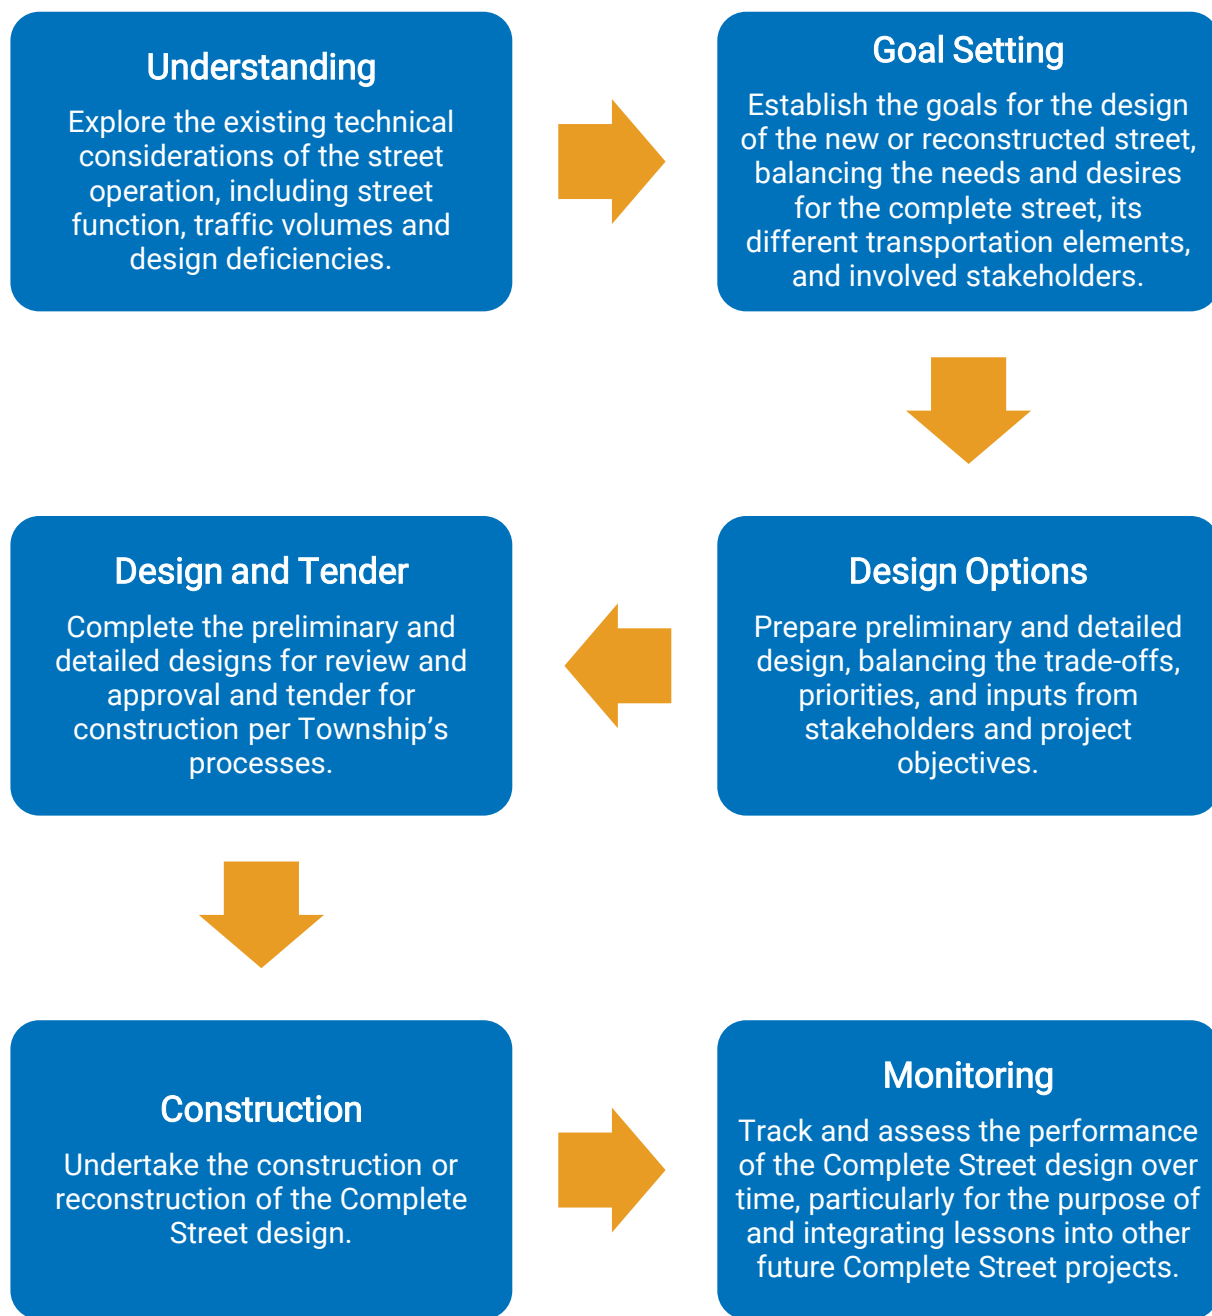 Understanding
Explore the existing technical
considerations of the street
operation, including street
function, traffic volumes and
design deficiencies.
Goal Setting
Establish the goals for the design
of the new or reconstructed street,
balancing the needs and desires
for the complete street, its
different transportation elements,
and involved stakeholders.
Design Options
Prepare preliminary and detailed
design, balancing the trade-offs,
priorities, and inputs from
stakeholders and project
objectives.
Design and Tender
Complete the preliminary and
detailed designs for review and
approval and tender for
construction per Township’s
processes.
Construction
Undertake the construction or
reconstruction of the Complete
Street design.
Monitoring
Track and assess the performance
of the Complete Street design over
time, particularly for the purpose of
and integrating lessons into other
future Complete Street projects.